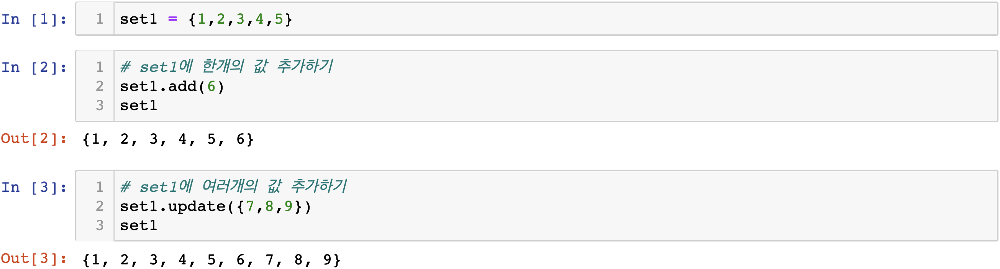 In [1]: 1 set1 = {1,2,3,4,5}
In [2]: 1 # set1에 한개의 값 추가하기
2 set1.add(6)
3 set1
Out[2]: {1, 2, 3, 4, 5, 6}
In [3]: 1 # set1에 여러개의 값 추가하기
2 set1.update({7,8,9})
3 set1
Out[3]: {1, 2, 3, 4, 5, 6, 7, 8, 9}